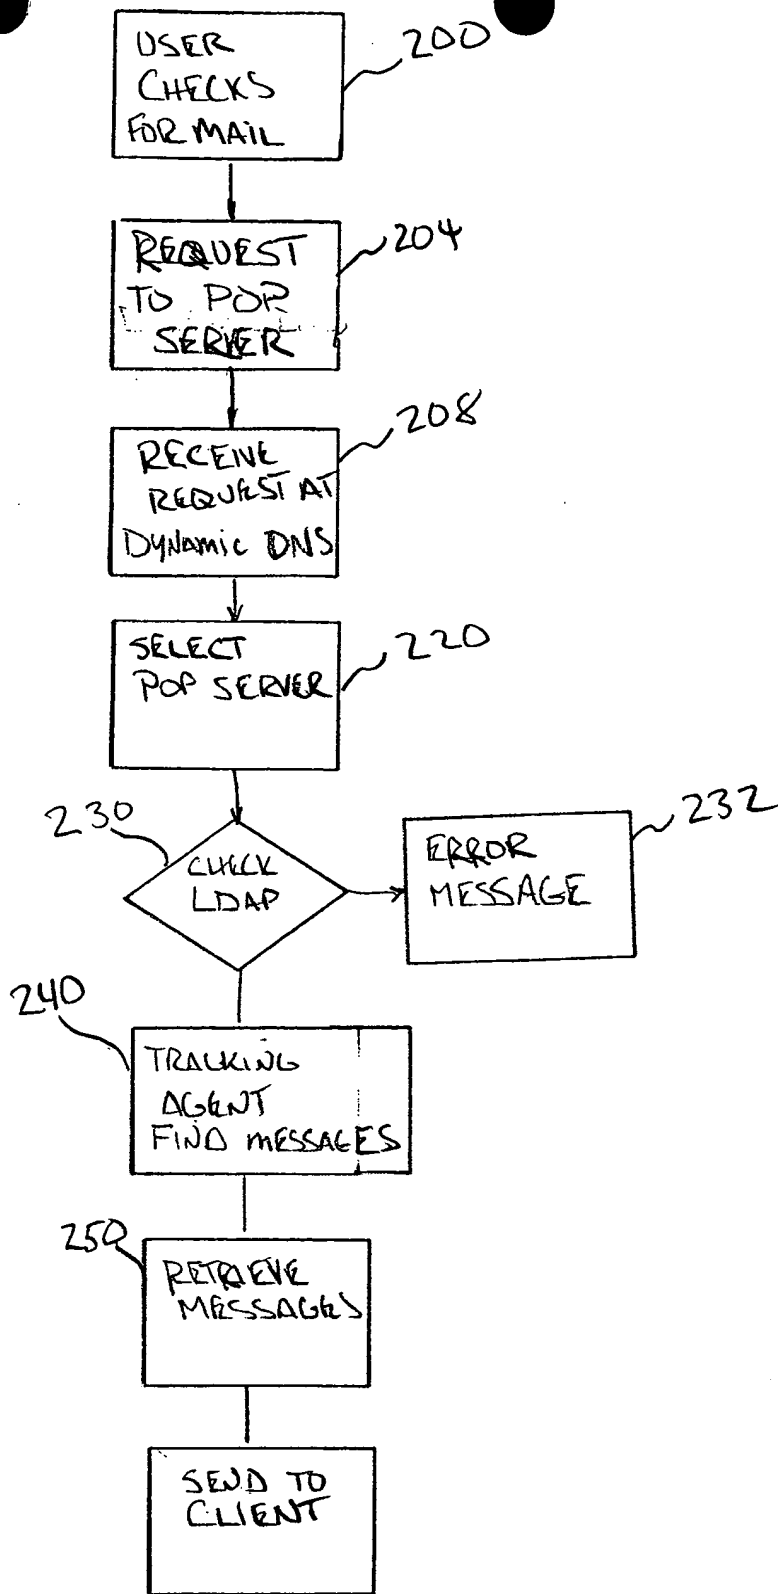 USER
CHECKS
FOR MAIL
200
REQUEST
TO POP
SERVER
204
RECEIVE
REQUEST AT
DYNAMIC DNS
208
SELECT
POP SERVER
220
230
CHECK
LDAP
ERROR
MESSAGE
232
240
TRACKING
AGENT
FIND MESSAGES
250
RETRIEVE
MESSAGES
SEND TO
CLIENT